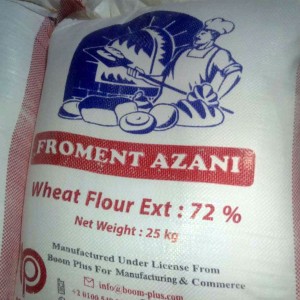 FROMENT AZANI
Wheat Flour Ext : 72 %
Net Weight : 25 kg
Manufactured Under License From
Boom Plus For Manufacturing & Commerce
info@boom-plus.com